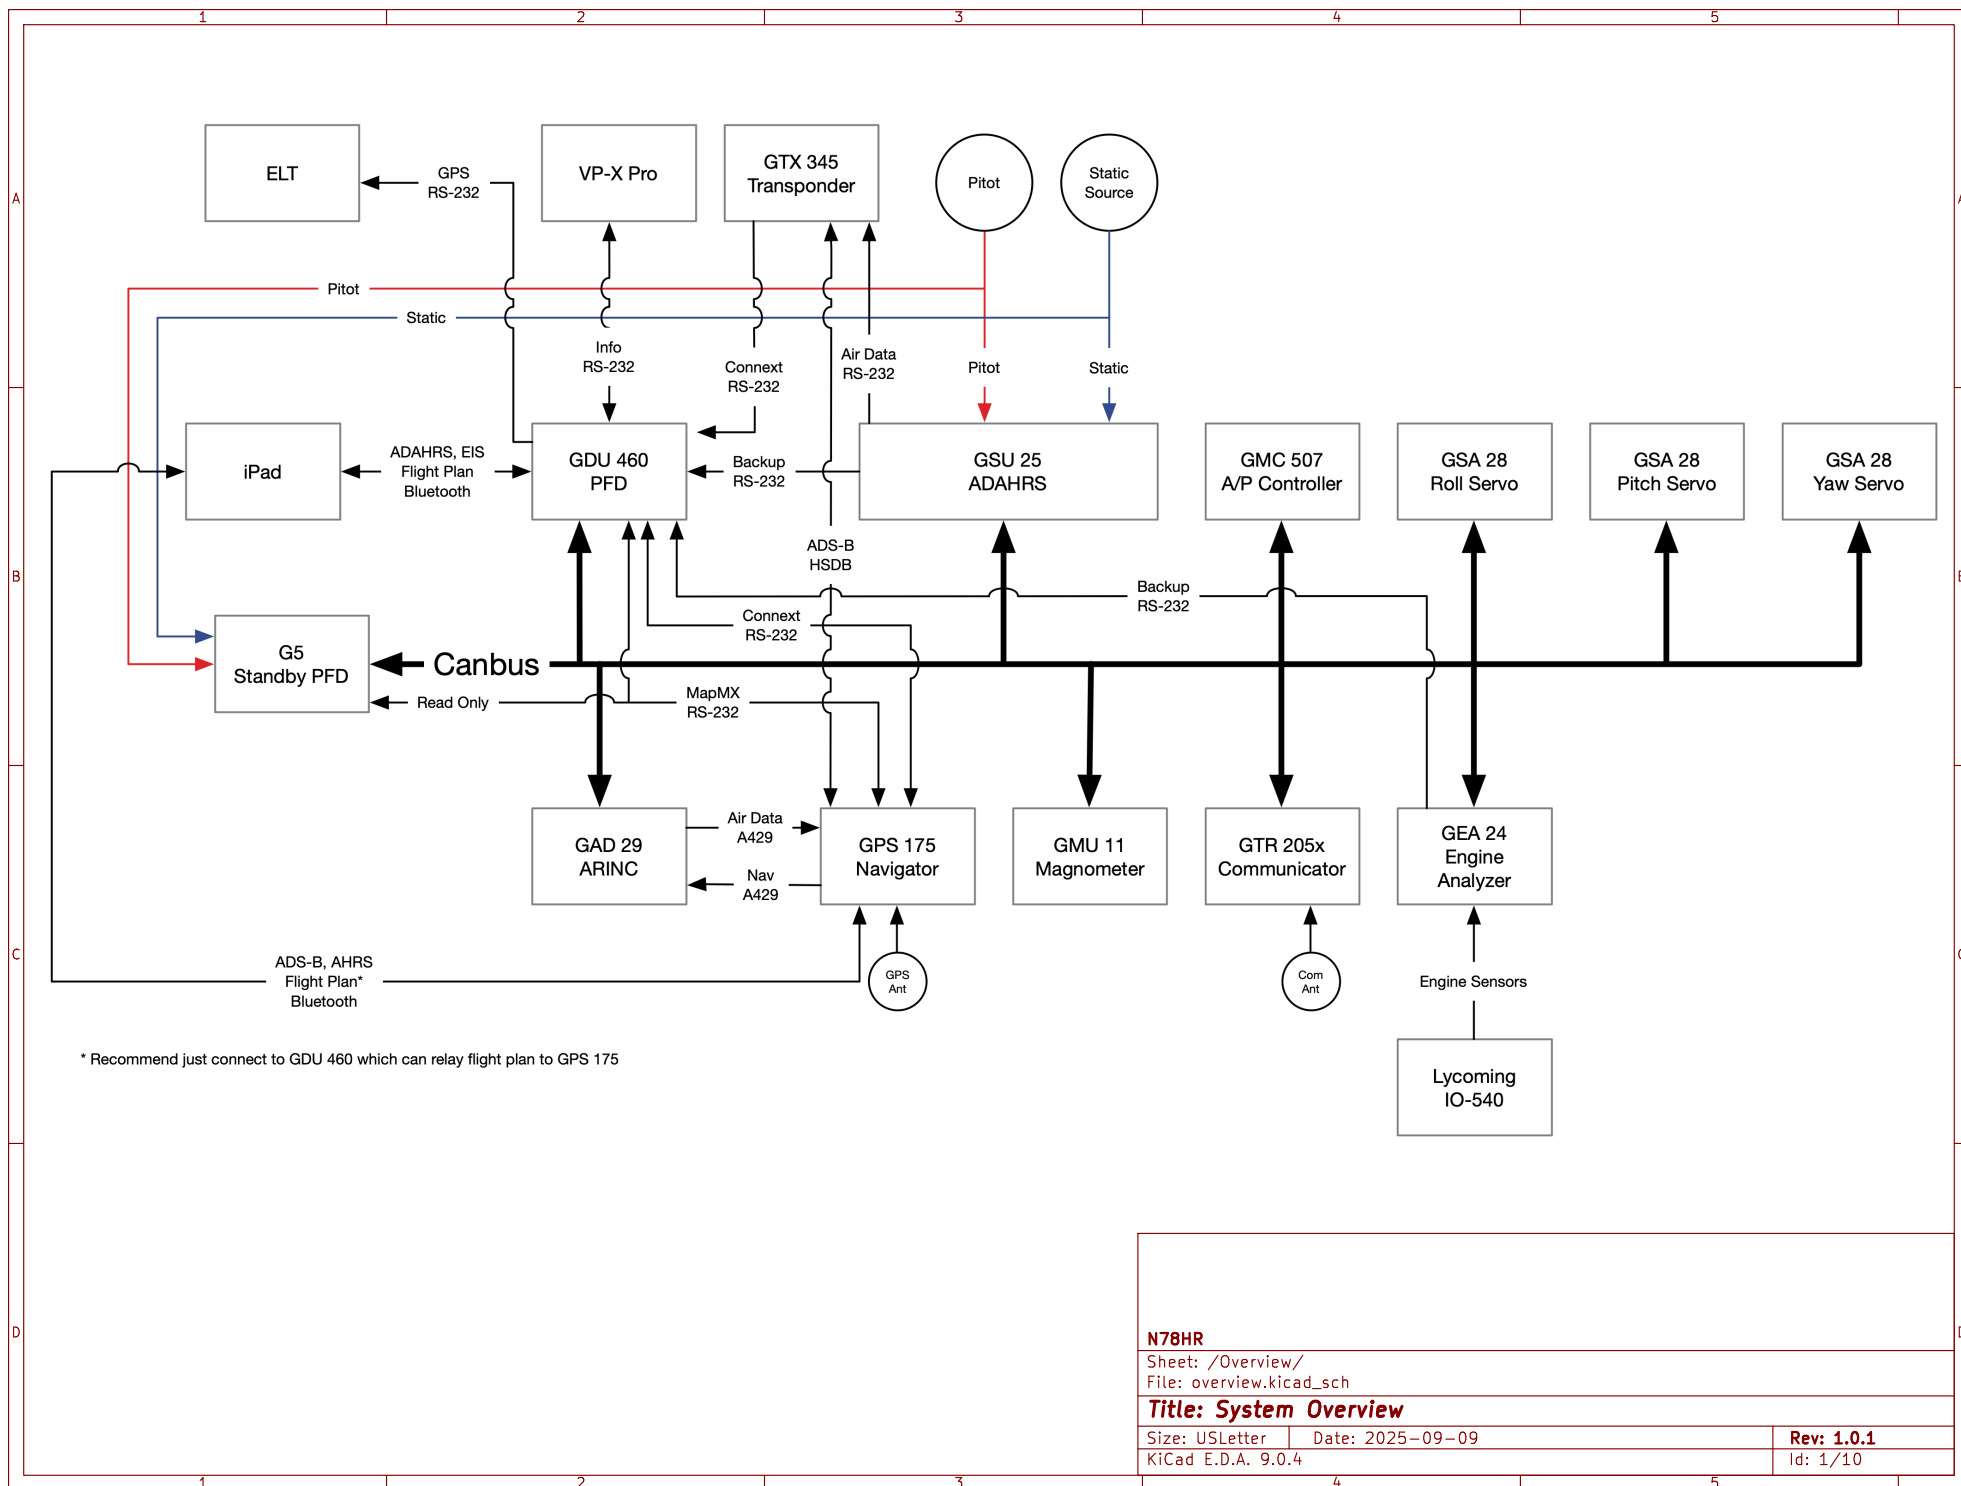 1 2 3 4 5
A
ELT
GPS
RS-232
VP-X Pro
GTX 345
Transponder
Pitot
Static
Source
A
Pitot
Static
Info
RS-232
Connext
RS-232
Air Data
RS-232
Pitot
Static
iPad
ADAHRS, EIS
Flight Plan
Bluetooth
GDU 460
PFD
Backup
RS-232
GSU 25
ADAHRS
GMC 507
A/P Controller
GSA 28
Roll Servo
GSA 28
Pitch Servo
GSA 28
Yaw Servo
ADS-B
HSDB
B
Backup
RS-232
Connext
RS-232
G5
Standby PFD
Canbus
Read Only
MapMX
RS-232
GAD 29
ARINC
Air Data
A429
Nav
A429
GPS 175
Navigator
GMU 11
Magnometer
GTR 205x
Communicator
GEA 24
Engine
Analyzer
C
ADS-B, AHRS
Flight Plan*
Bluetooth
GPS
Ant
Com
Ant
Engine Sensors
* Recommend just connect to GDU 460 which can relay flight plan to GPS 175
Lycoming
IO-540
D
N78HR
Sheet: /Overview/
File: overview.kicad_sch
Title: System Overview
Size: USLetter Date: 2025-09-09 Rev: 1.0.1
KiCad E.D.A. 9.0.4 Id: 1/10
1 2 3 4 5